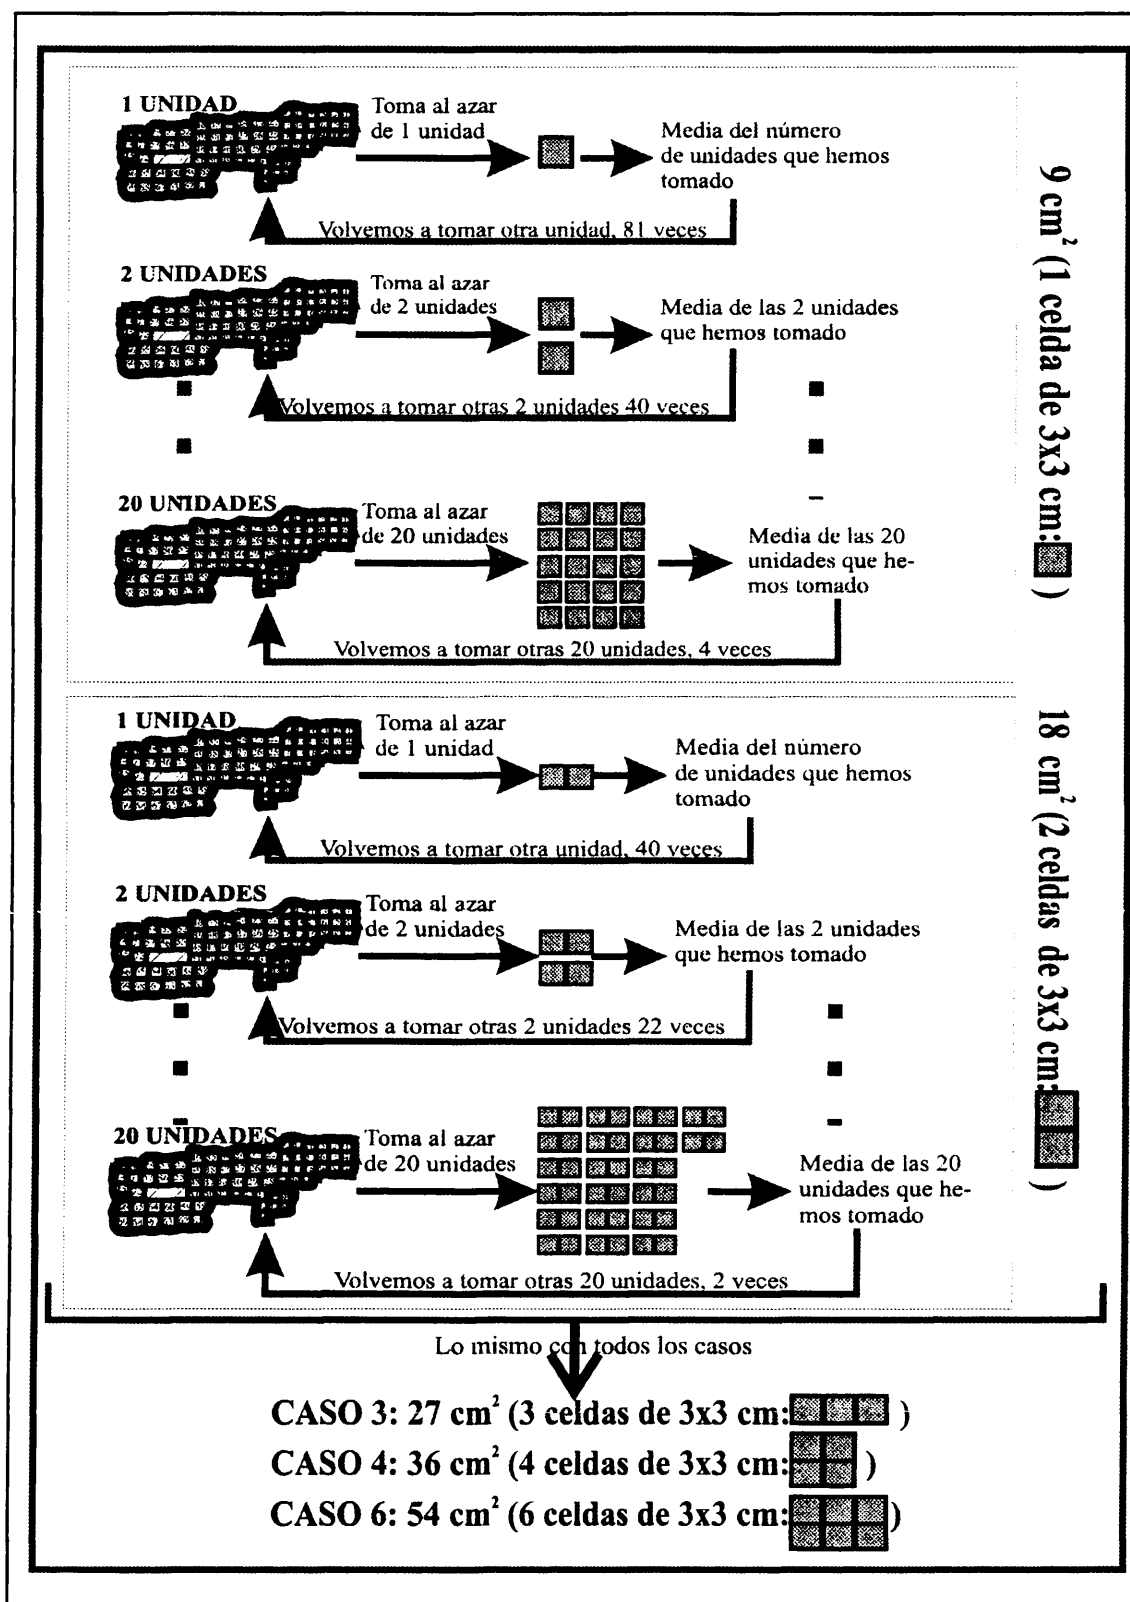 1 UNIDAD
Toma al azar
de 1 unidad
Media del número
de unidades que hemos
tomado
Volvemos a tomar otra unidad, 81 veces
2 UNIDADES
Toma al azar
de 2 unidades
Media de las 2 unidades
que hemos tomado
Volvemos a tomar otras 2 unidades 40 veces
20 UNIDADES
Toma al azar
de 20 unidades
Media de las 20
unidades que he-
mos tomado
Volvemos a tomar otras 20 unidades, 4 veces
9 cm² (1 celda de 3x3 cm: )
1 UNIDAD
Toma al azar
de 1 unidad
Media del número
de unidades que hemos
tomado
Volvemos a tomar otra unidad, 40 veces
2 UNIDADES
Toma al azar
de 2 unidades
Media de las 2 unidades
que hemos tomado
Volvemos a tomar otras 2 unidades 22 veces
20 UNIDADES
Toma al azar
de 20 unidades
Media de las 20
unidades que he-
mos tomado
Volvemos a tomar otras 20 unidades, 2 veces
18 cm² (2 celdas de 3x3 cm: )
Lo mismo con todos los casos
CASO 3: 27 cm² (3 celdas de 3x3 cm: )
CASO 4: 36 cm² (4 celdas de 3x3 cm: )
CASO 6: 54 cm² (6 celdas de 3x3 cm: )